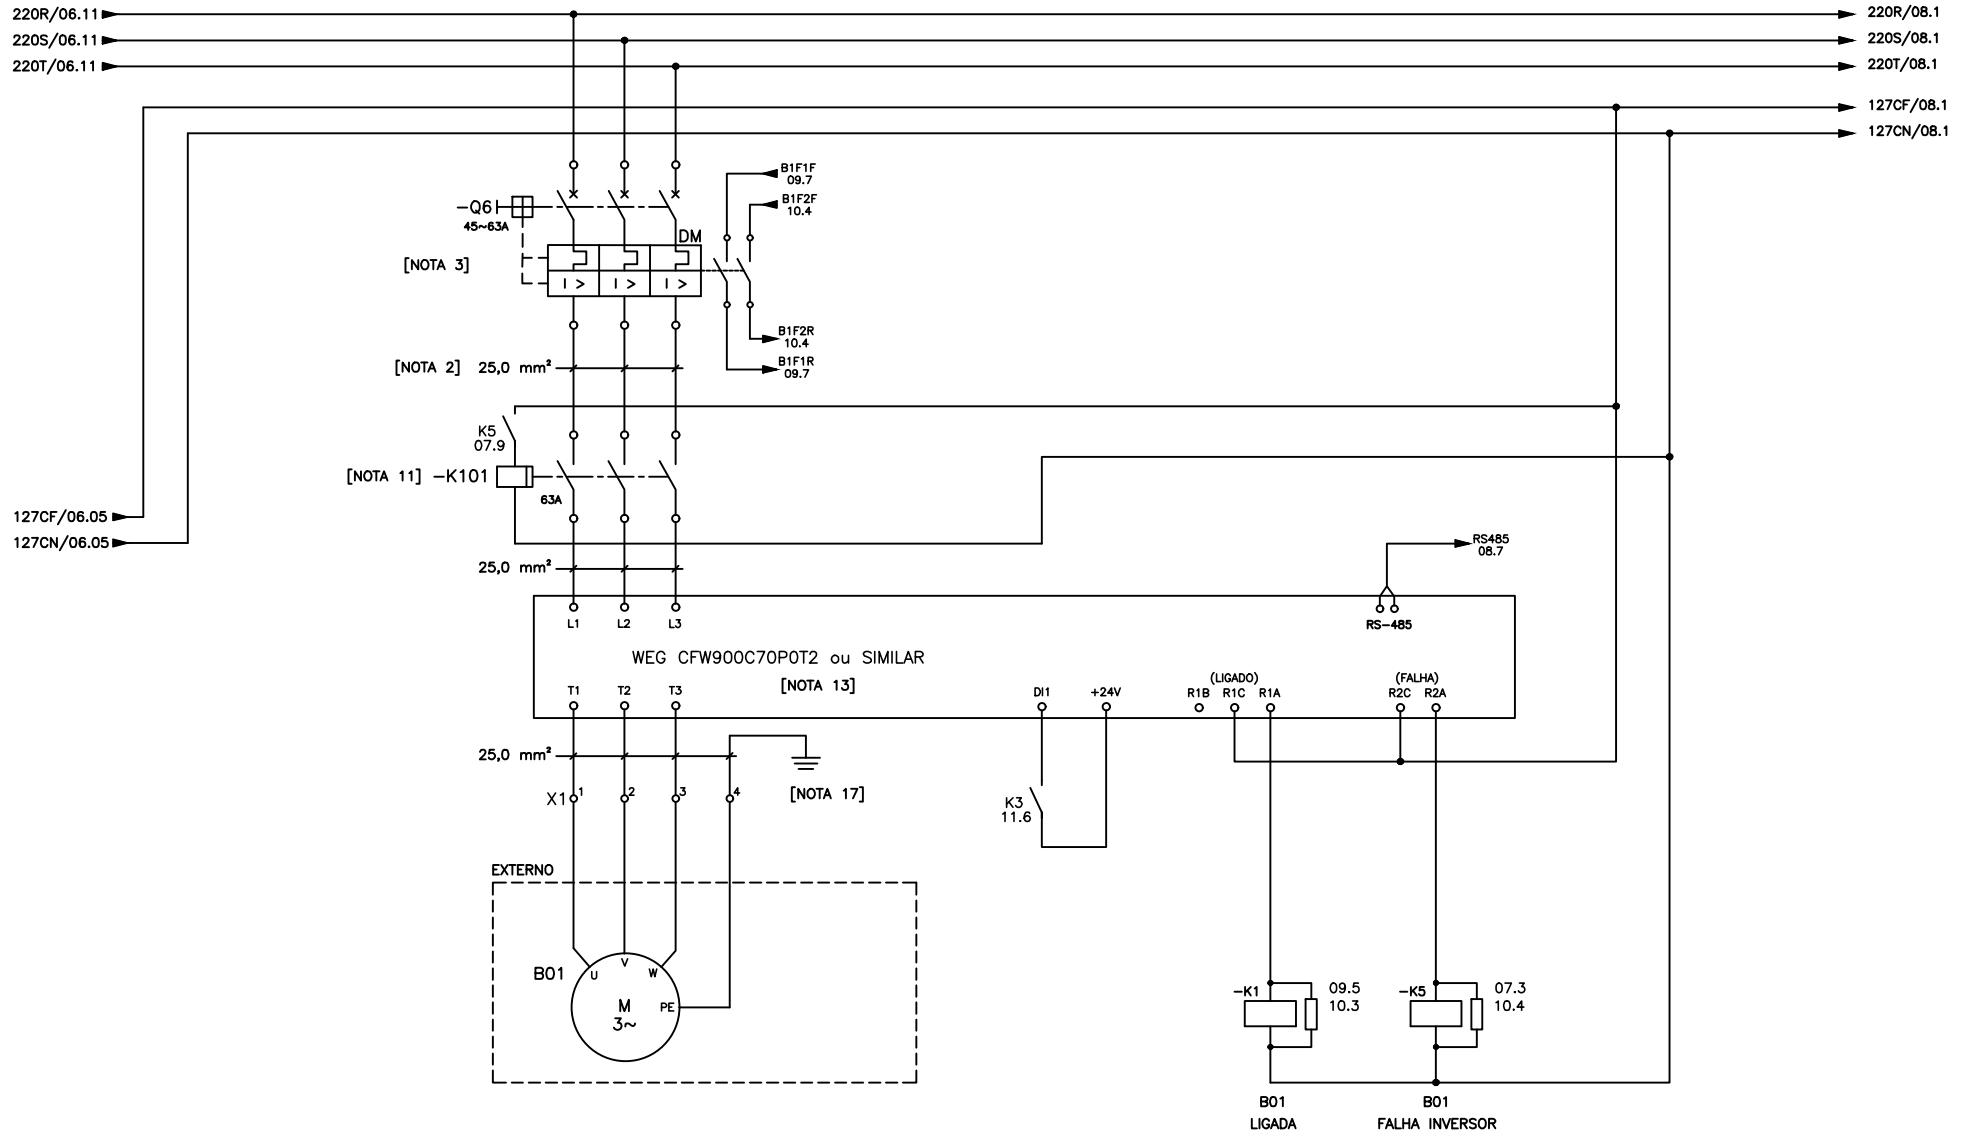 220R/06.11
220R/08.1
220S/06.11
220S/08.1
220T/06.11
220T/08.1
127CF/08.1
127CN/08.1
B1F1F
09.7
B1F2F
10.4
-Q6
45~63A
DM
[NOTA 3]
I >
I >
I >
B1F2R
10.4
B1F1R
09.7
[NOTA 2] 25,0 mm²
K5
07.9
[NOTA 11] -K101
63A
127CF/06.05
127CN/06.05
RS485
08.7
25,0 mm²
L1 L2 L3
RS-485
WEG CFW900C70P0T2 ou SIMILAR
[NOTA 13]
(LIGADO)
(FALHA)
T1 T2 T3
DI1 +24V
R1B R1C R1A
R2C R2A
25,0 mm²
[NOTA 17]
X1 1 2 3 4
K3
11.6
EXTERNO
B01
U V W
M
3~
PE
-K1
09.5
10.3
-K5
07.3
10.4
B01
LIGADA
B01
FALHA INVERSOR